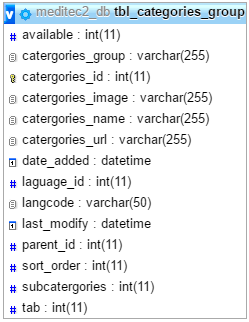 meditec2_db tbl_categories_group
available : int(11)
catergories_group : varchar(255)
catergories_id : int(11)
catergories_image : varchar(255)
catergories_name : varchar(255)
catergories_url : varchar(255)
date_added : datetime
laguage_id : int(11)
langcode : varchar(50)
last_modify : datetime
parent_id : int(11)
sort_order : int(11)
subcatergories : int(11)
tab : int(11)